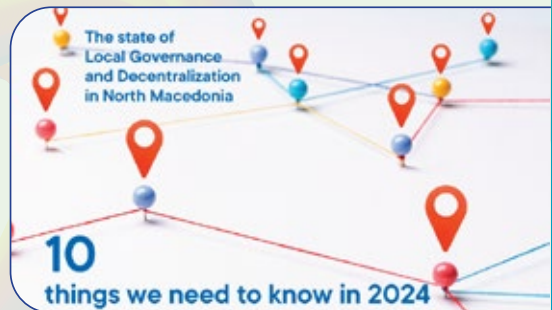 The state of
Local Governance
and Decentralization
in North Macedonia
10
things we need to know in 2024